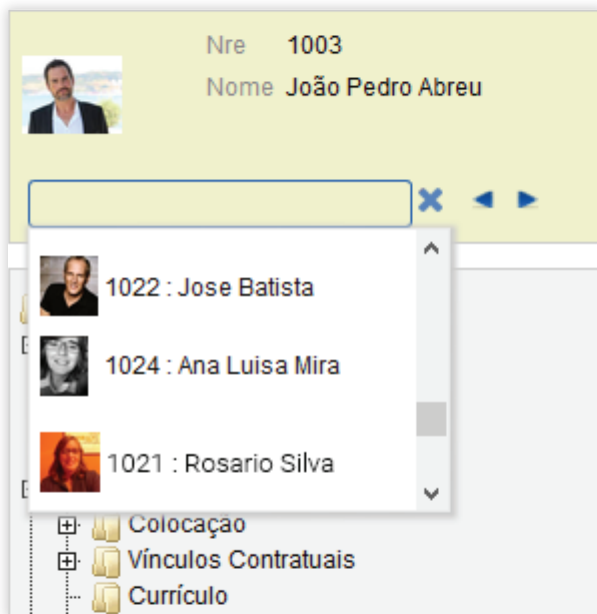 Nre 1003
Nome João Pedro Abreu
1022 : Jose Batista
1024 : Ana Luisa Mira
1021 : Rosario Silva
Colocação
Vínculos Contratuais
Currículo